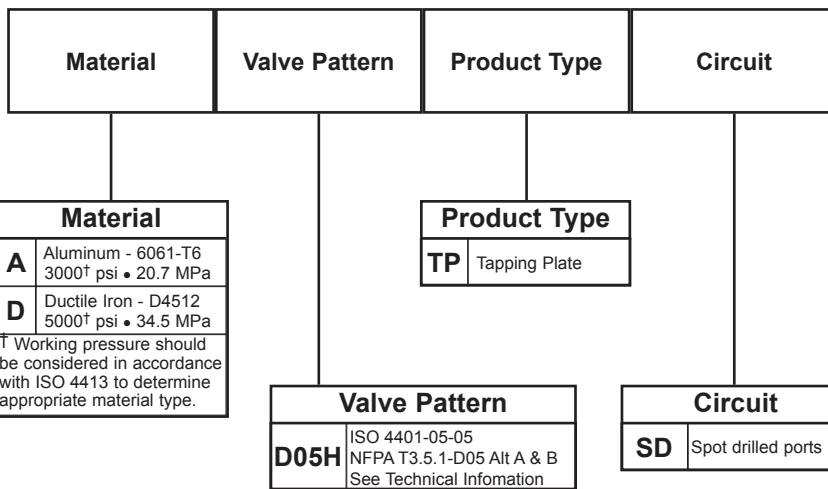 Material
Valve Pattern
Product Type
Circuit
Material
A
Aluminum - 6061-T6
3000† psi • 20.7 MPa
D
Ductile Iron - D4512
5000† psi • 34.5 MPa
† Working pressure should
be considered in accordance
with ISO 4413 to determine
appropriate material type.
Product Type
TP
Tapping Plate
Valve Pattern
D05H
ISO 4401-05-05
NFPA T3.5.1-D05 Alt A & B
See Technical Infomation
Circuit
SD
Spot drilled ports